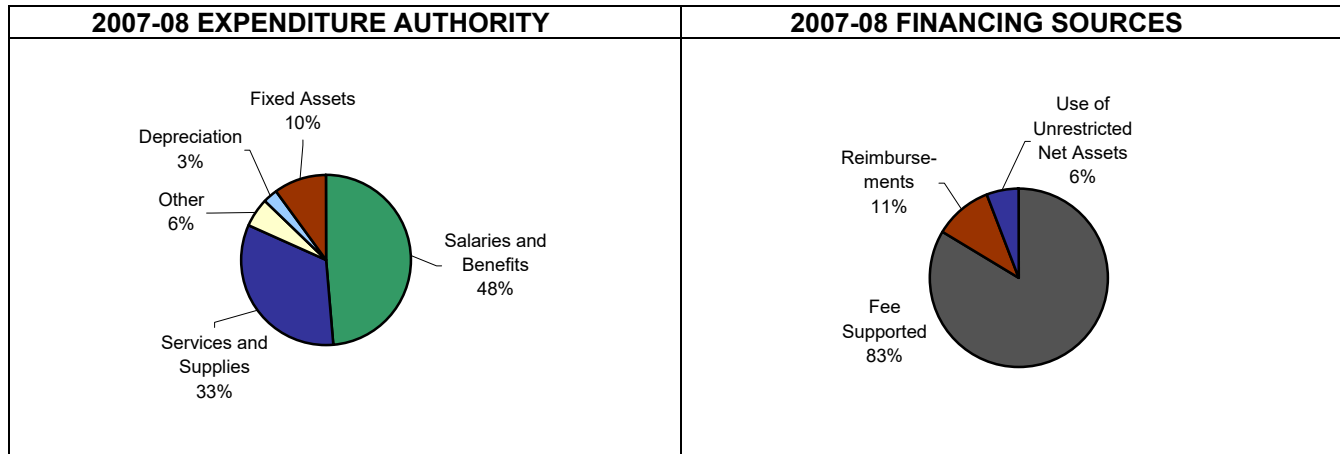 2007-08 EXPENDITURE AUTHORITY
Fixed Assets
10%
Depreciation
3%
Other
6%
Salaries and
Benefits
48%
Services and
Supplies
33%
2007-08 FINANCING SOURCES
Use of
Unrestricted
Net Assets
6%
Reimburse-
ments
11%
Fee
Supported
83%